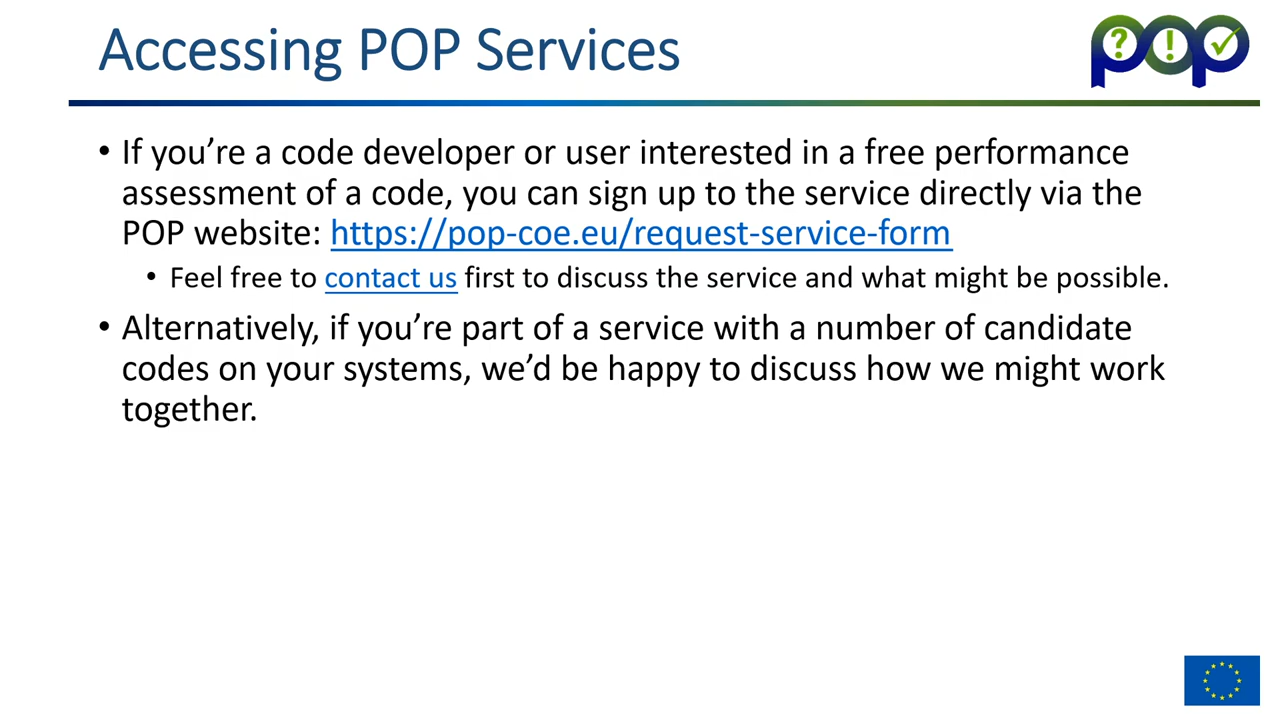 Accessing POP Services
pop
? ! ✓
• If you’re a code developer or user interested in a free performance
assessment of a code, you can sign up to the service directly via the
POP website: https://pop-coe.eu/request-service-form
• Feel free to contact us first to discuss the service and what might be possible.
• Alternatively, if you’re part of a service with a number of candidate
codes on your systems, we’d be happy to discuss how we might work
together.